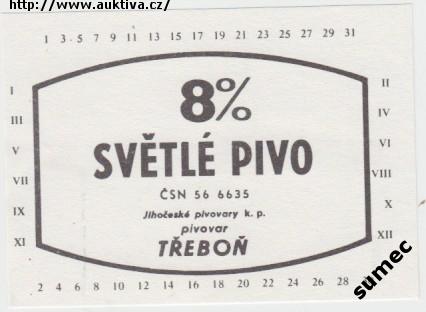 http://www.auktiva.cz/
1 3 5 7 9 11 13 15 17 19 21 23 25 27 29 31
I II
III IV
V VI
VII VIII
IX X
XI XII
8%
SVĚTLÉ PIVO
ČSN 56 6635
Jihočeské pivovary k. p.
pivovar
TŘEBOŇ
2 4 6 8 10 12 14 16 18 20 22 24 26 28
sumec